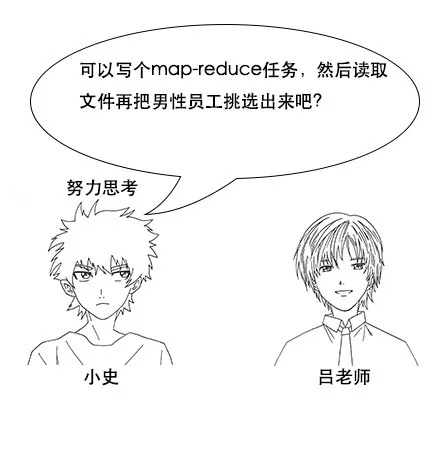 可以写个map-reduce任务，然后读取
文件再把男性员工挑选出来吧？
努力思考
小史
吕老师